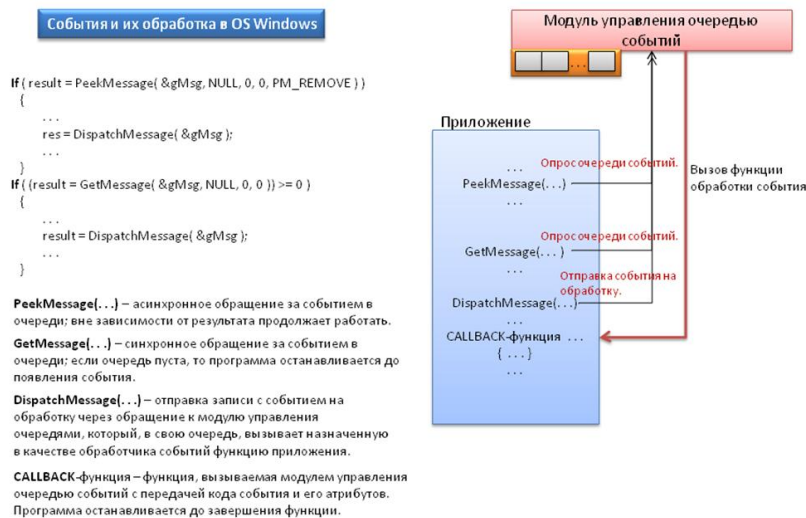 События и их обработка в OS Windows
If ( result = PeekMessage( &gMsg, NULL, 0, 0, PM_REMOVE } )
{
...
res = DispatchMessage( &gMsg );
...
}
If ( (result = GetMessage( &gMsg, NULL, 0, 0 )) >= 0 )
{
...
result = DispatchMessage( &gMsg );
...
}
PeekMessage(...) – асинхронное обращение за событием в
очереди; вне зависимости от результата продолжает работать.
GetMessage(...) – синхронное обращение за событием в
очереди; если очередь пуста, то программа останавливается до
появления события.
DispatchMessage(...) – отправка записи с событием на
обработку через обращение к модулю управления
очередями, который, в свою очередь, вызывает назначенную
в качестве обработчика событий функцию приложения.
CALLBACK-функция – функция, вызываемая модулем управления
очередью событий с передачей кода события и его атрибутов.
Программа останавливается до завершения функции.
Модуль управления очередью
событий
...
Приложение
...
Опрос очереди событий.
PeekMessage(...)
...
Вызов функции
обработки события
Опрос очереди событий.
GetMessage(...)
...
Отправка события на
обработку.
DispatchMessage(...)
...
CALLBACK-функция ...
{ ... }
...